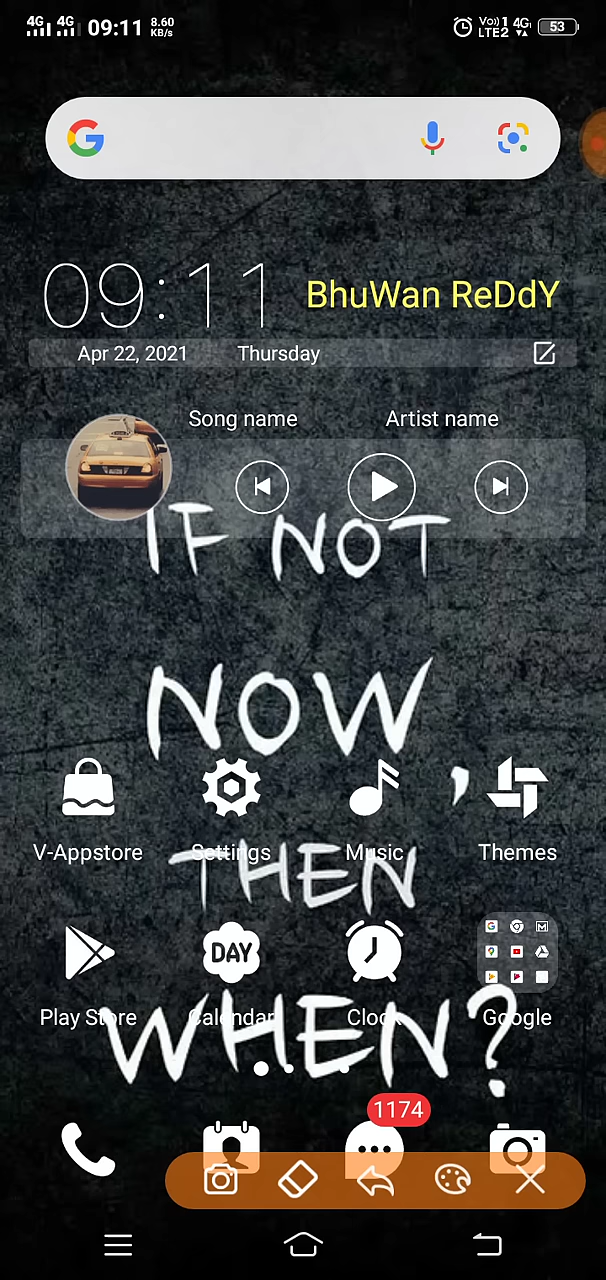 4G 4G 09:11 8.60 KB/s Vo)) 1 LTE2 4G 53
09:11 BhuWan ReDdY
Apr 22, 2021 Thursday
Song name Artist name
IF NOT
NOW,
V-Appstore Settings Music Themes
THEN
DAY
Play Store Calendar Clock Google
WHEN?
1174